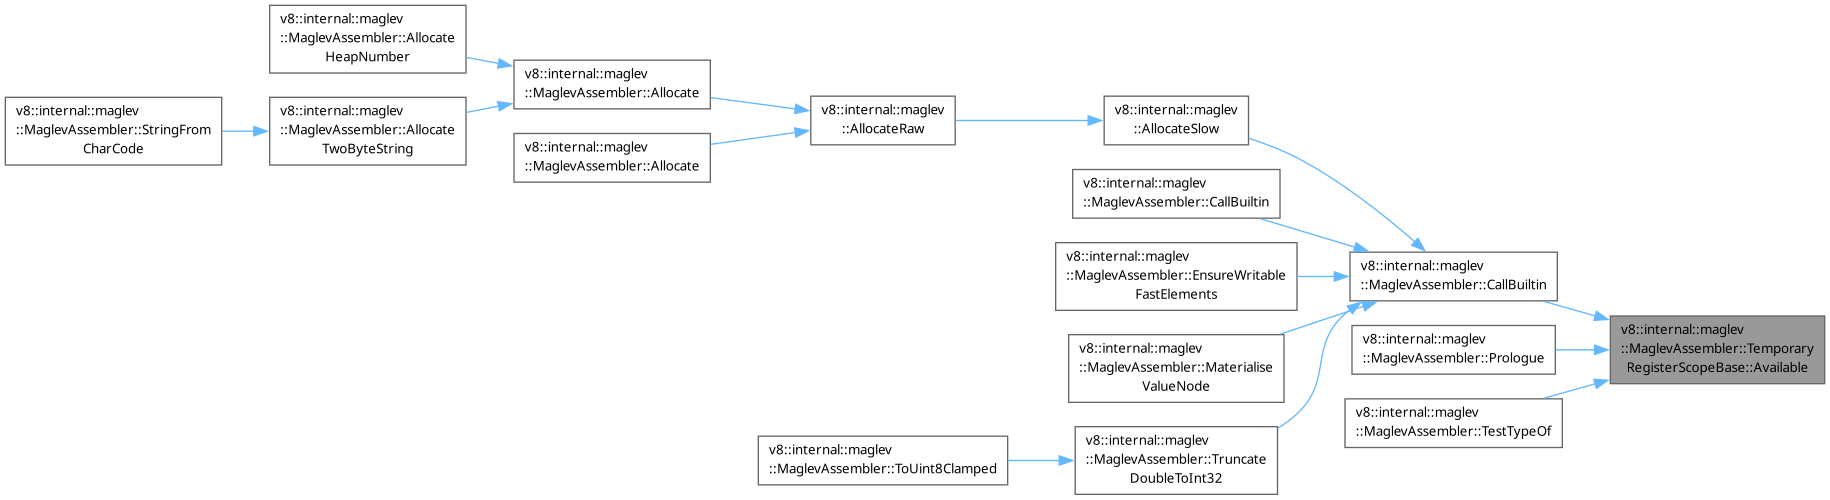 v8::internal::maglev
::MaglevAssembler::Allocate
HeapNumber
v8::internal::maglev
::MaglevAssembler::StringFrom
CharCode
v8::internal::maglev
::MaglevAssembler::Allocate
TwoByteString
v8::internal::maglev
::MaglevAssembler::Allocate
v8::internal::maglev
::MaglevAssembler::Allocate
v8::internal::maglev
::AllocateRaw
v8::internal::maglev
::AllocateSlow
v8::internal::maglev
::MaglevAssembler::CallBuiltin
v8::internal::maglev
::MaglevAssembler::EnsureWritable
FastElements
v8::internal::maglev
::MaglevAssembler::Materialise
ValueNode
v8::internal::maglev
::MaglevAssembler::ToUint8Clamped
v8::internal::maglev
::MaglevAssembler::Truncate
DoubleToInt32
v8::internal::maglev
::MaglevAssembler::CallBuiltin
v8::internal::maglev
::MaglevAssembler::Prologue
v8::internal::maglev
::MaglevAssembler::TestTypeOf
v8::internal::maglev
::MaglevAssembler::Temporary
RegisterScopeBase::Available